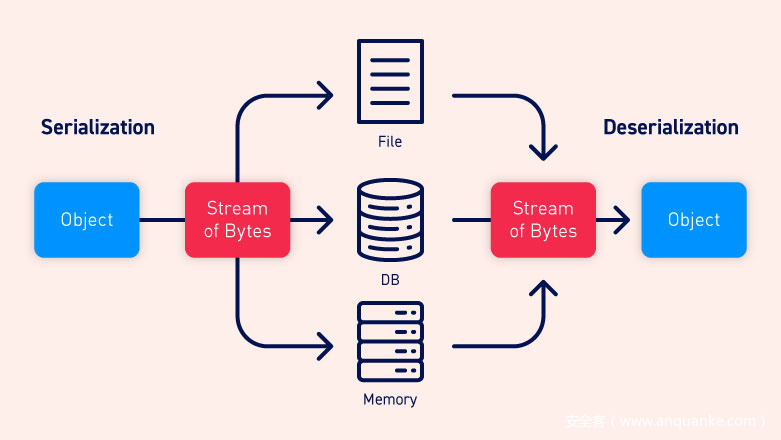 Serialization
Deserialization
Object
Stream
of Bytes
File
DB
Memory
Stream
of Bytes
Object
安全客（www.anquanke.com）